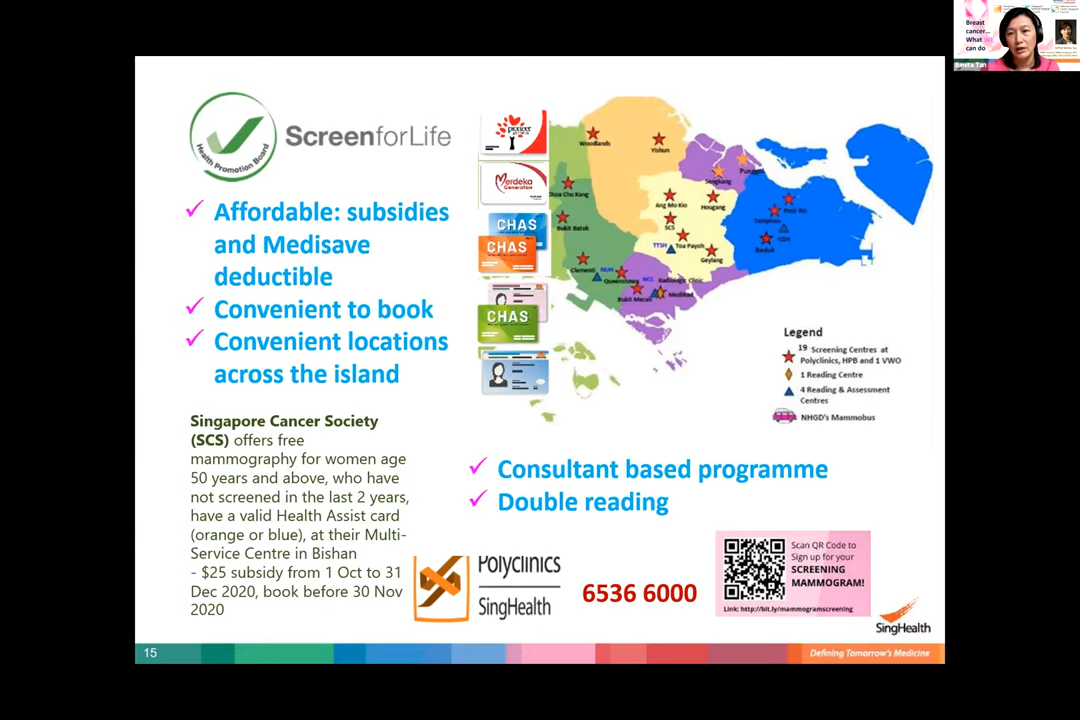 Breast
cancer...
What WE
can do
Benita Tan
Health Promotion Board
ScreenforLife
Affordable: subsidies
and Medisave
deductible
Convenient to book
Convenient locations
across the island
Singapore Cancer Society
(SCS) offers free
mammography for women age
50 years and above, who have
not screened in the last 2 years,
have a valid Health Assist card
(orange or blue), at their Multi-
Service Centre in Bishan
- $25 subsidy from 1 Oct to 31
Dec 2020, book before 30 Nov
2020
pioneer
Merdeka
Generation
CHAS
CHAS
CHAS
Woodlands
Yishun
Punggol
Sengkang
Choa Chu Kang
Ang Mo Kio
Hougang
Pasir Ris
Tampines
Bukit Batok
SCS
CGH
TTSH
Toa Payoh
Bedok
Geylang
Clementi
NUH
Queenstown
NCC
Radiologic Clinic
Bukit Merah
MediRad
Legend
19 Screening Centres at
Polyclinics, HPB and 1 VWO
1 Reading Centre
4 Reading & Assessment
Centres
NHGD's Mammobus
Consultant based programme
Double reading
Polyclinics
SingHealth
6536 6000
Scan QR Code to
Sign up for your
SCREENING
MAMMOGRAM!
Link: http://bit.ly/mammogramscreening
SingHealth
15
Defining Tomorrow's Medicine